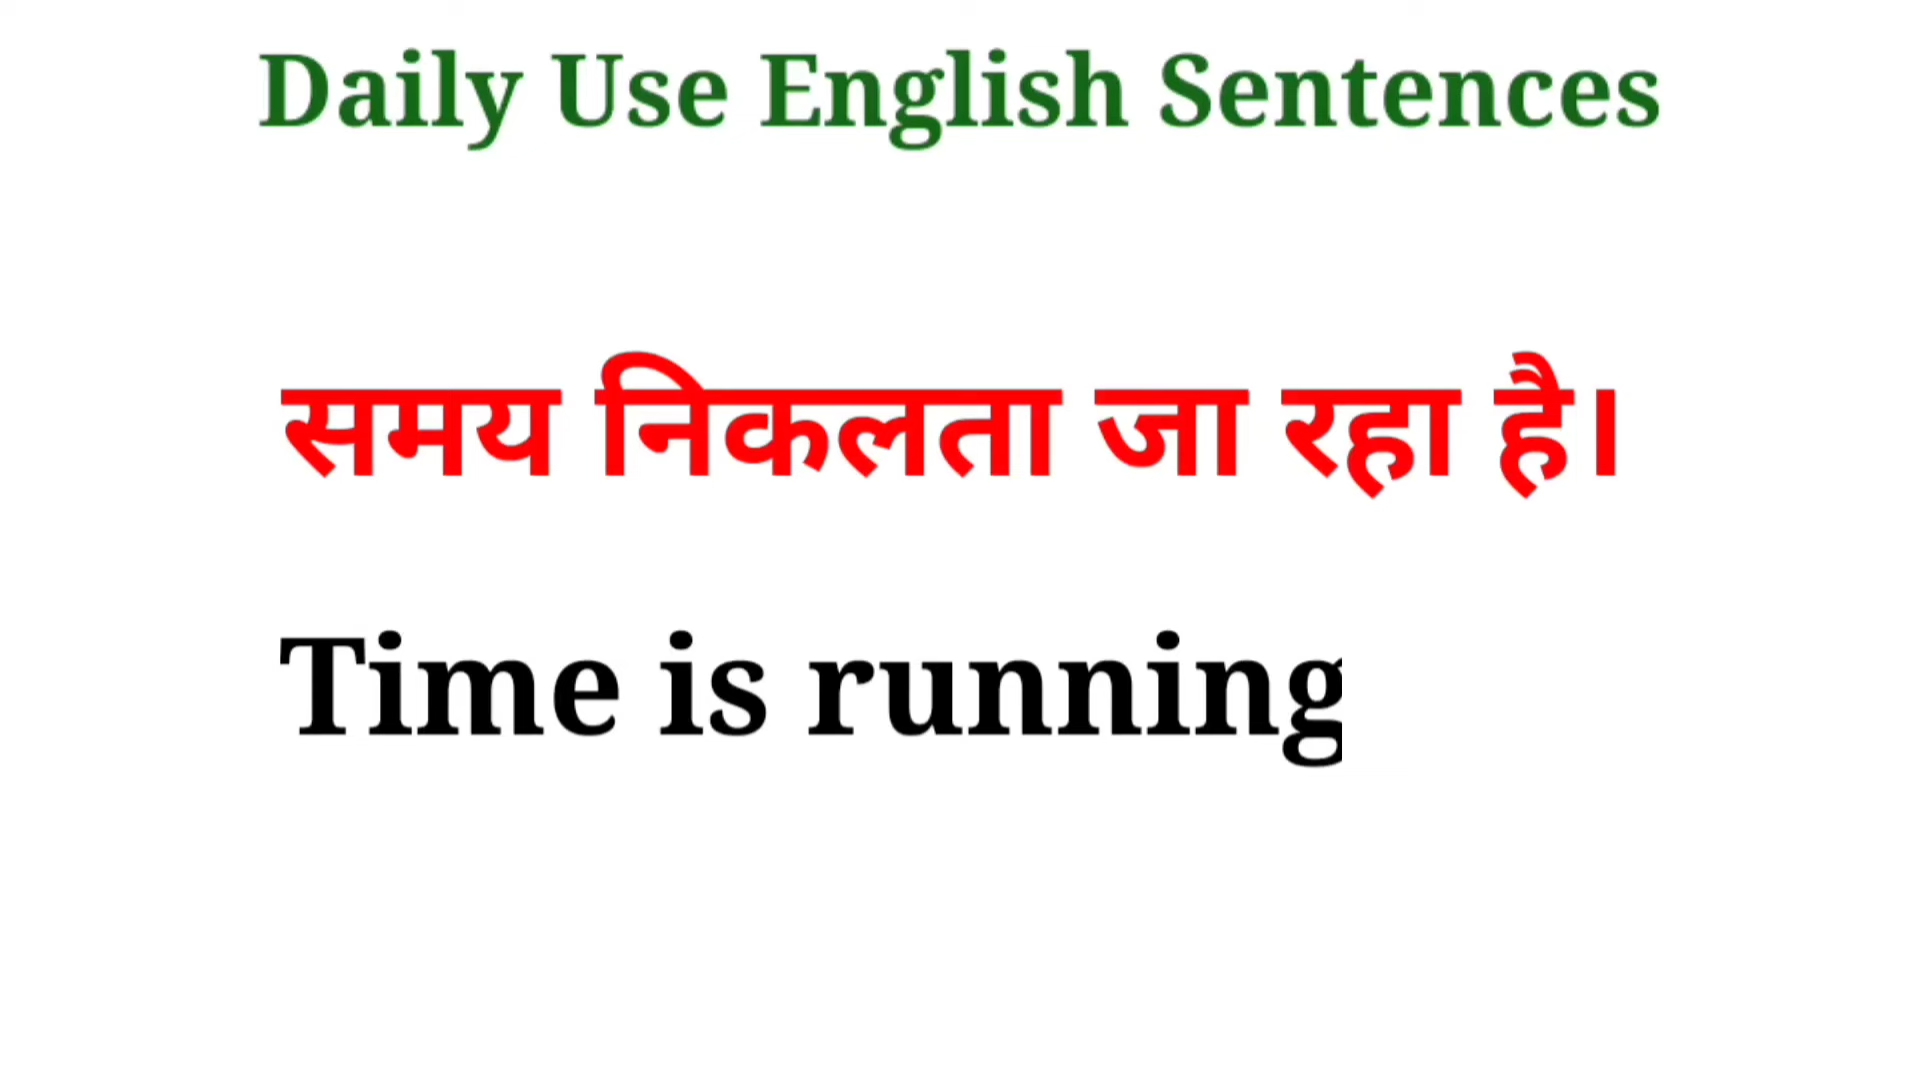 Daily Use English Sentences
समय निकलता जा रहा है।
Time is running